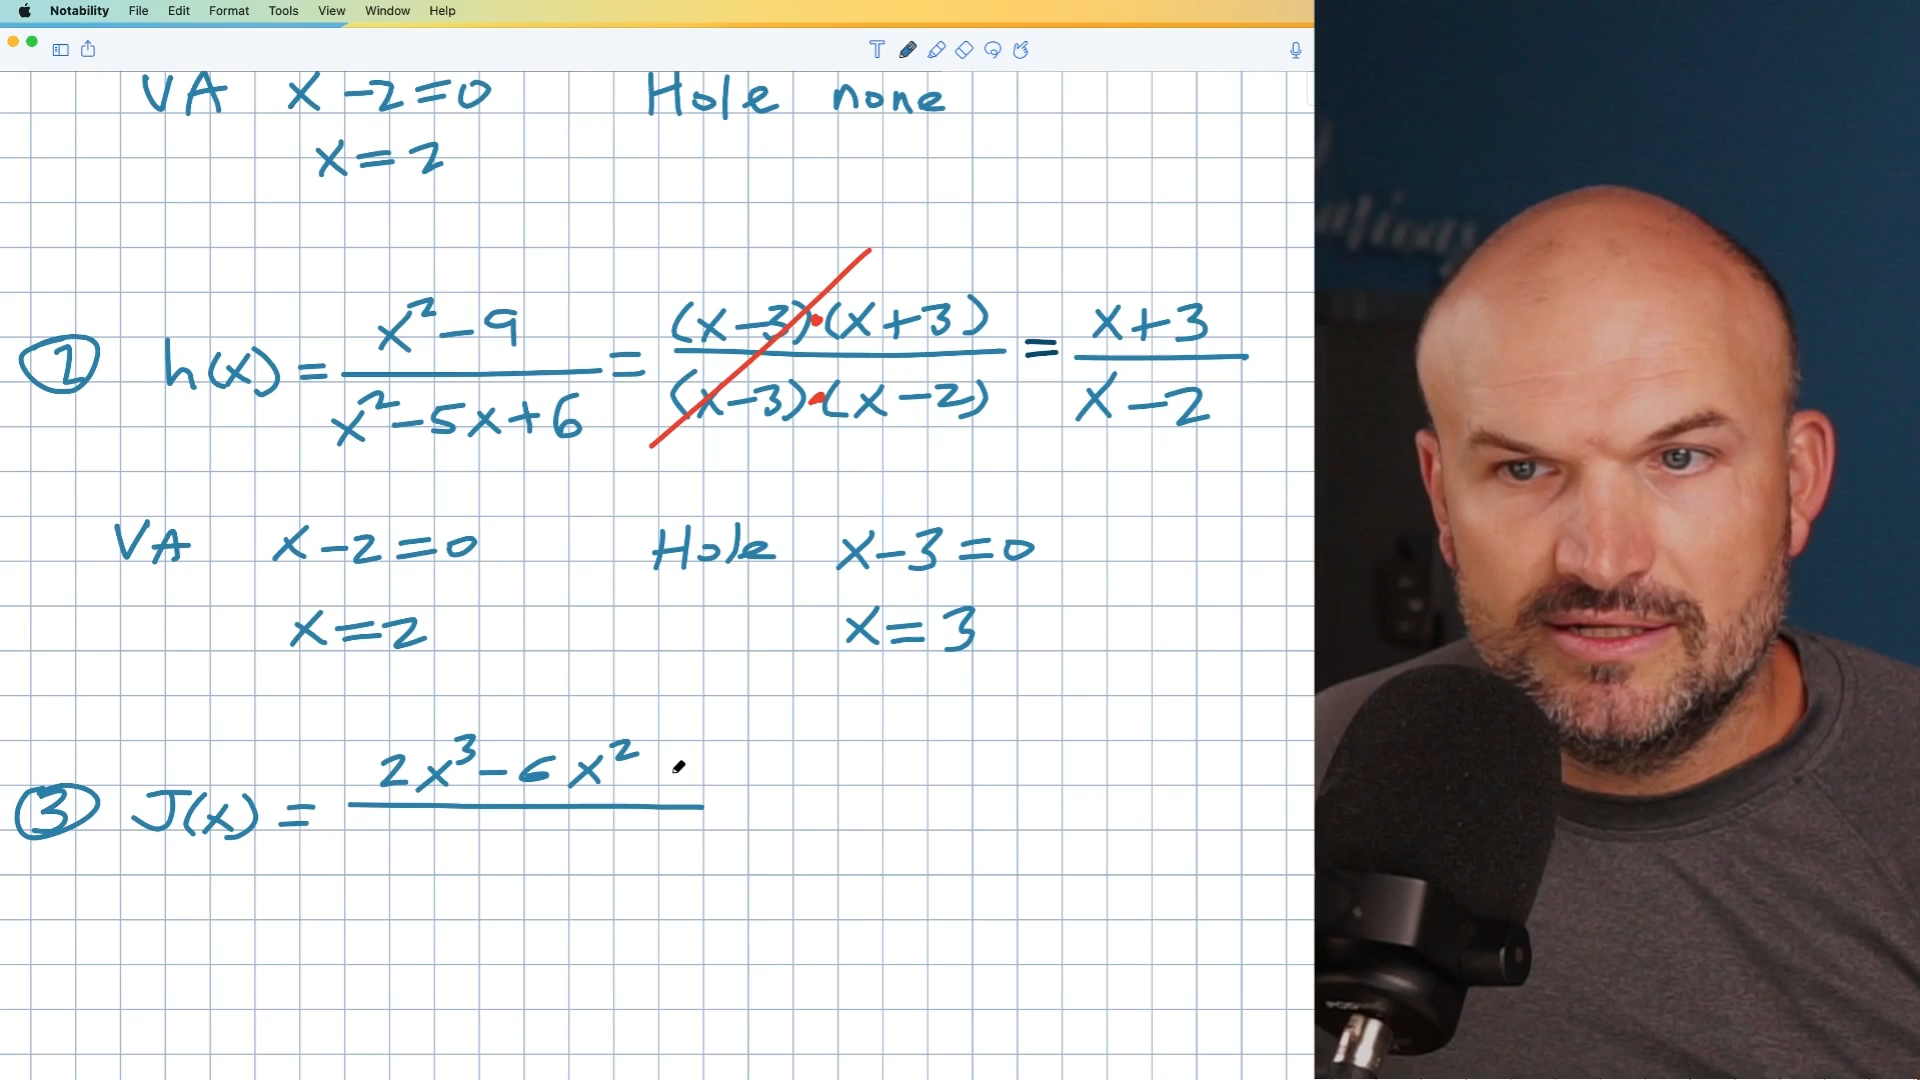 Notability File Edit Format Tools View Window Help
VA x-2=0 Hole none
x=2
② h(x) = x²-9 / x²-5x+6 = (x-3)·(x+3) / (x-3)·(x-2) = x+3 / x-2
VA x-2=0 Hole x-3=0
x=2 x=3
③ J(x) = 2x³-6x²